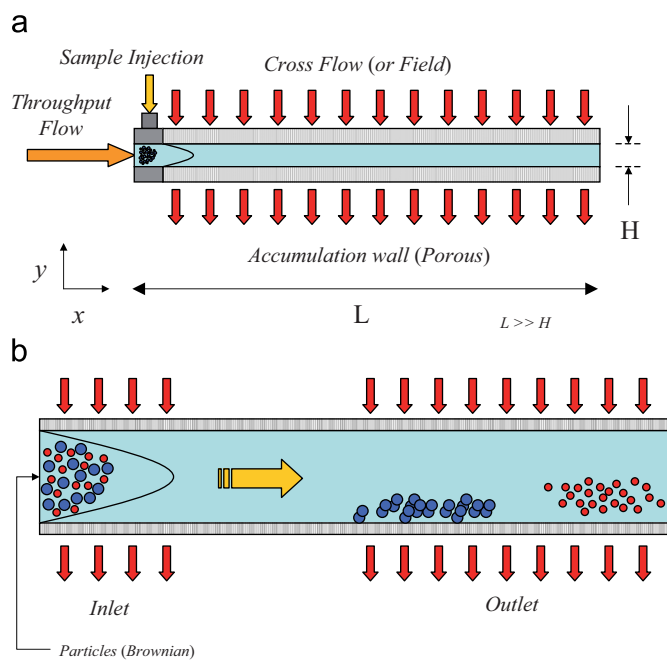 a
Sample Injection
Cross Flow (or Field)
Throughput
Flow
H
Accumulation wall (Porous)
y
x
L
L >> H
b
Inlet
Outlet
Particles (Brownian)